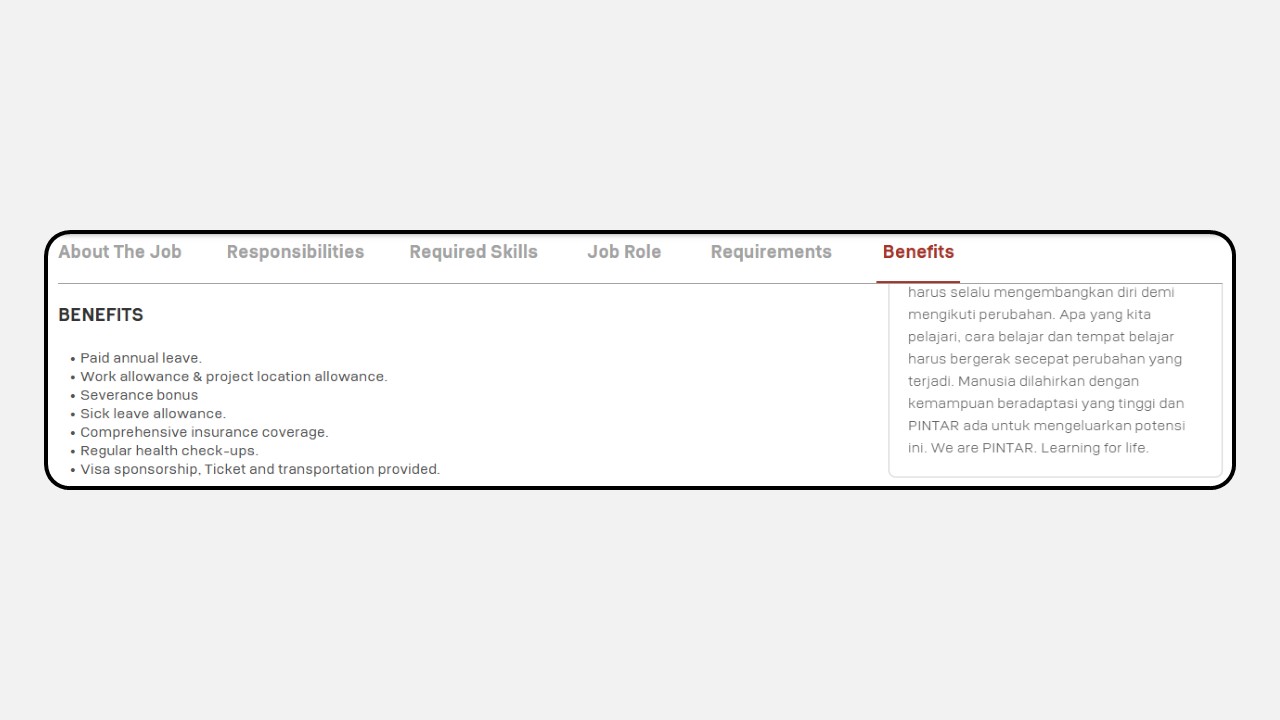 About The Job Responsibilities Required Skills Job Role Requirements Benefits
BENEFITS
• Paid annual leave.
• Work allowance & project location allowance.
• Severance bonus
• Sick leave allowance.
• Comprehensive insurance coverage.
• Regular health check-ups.
• Visa sponsorship, Ticket and transportation provided.
harus selalu mengembangkan diri demi
mengikuti perubahan. Apa yang kita
pelajari, cara belajar dan tempat belajar
harus bergerak secepat perubahan yang
terjadi. Manusia dilahirkan dengan
kemampuan beradaptasi yang tinggi dan
PINTAR ada untuk mengeluarkan potensi
ini. We are PINTAR. Learning for life.